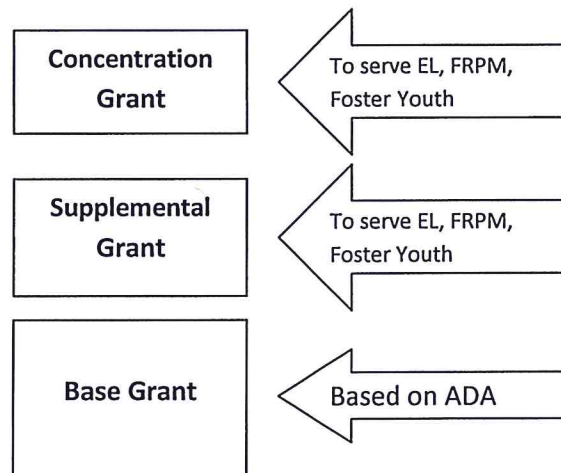 Concentration
Grant
To serve EL, FRPM,
Foster Youth
Supplemental
Grant
To serve EL, FRPM,
Foster Youth
Base Grant
Based on ADA